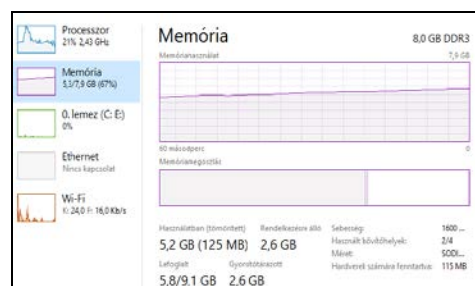 Processzor
21% 2,43 GHz
Memória
5,3/7,9 GB (67%)
0. lemez (C: E:)
0%
Ethernet
Nincs kapcsolat
Wi-Fi
K: 24,0 F: 16,0 Kb/s
Memória
8,0 GB DDR3
Memóriahasználat
7,9 GB
60 másodperc
0
Memóriamegosztás
Használatban (tömörített)
Rendelkezésre álló
5,2 GB (125 MB)
2,6 GB
Lefoglalt
Gyorsítótárazott
5,8/9,1 GB
2,6 GB
Sebesség:
1600 ...
Használt bővítőhelyek:
2/4
Méret:
SODI...
Hardverek számára fenntartva:
115 MB